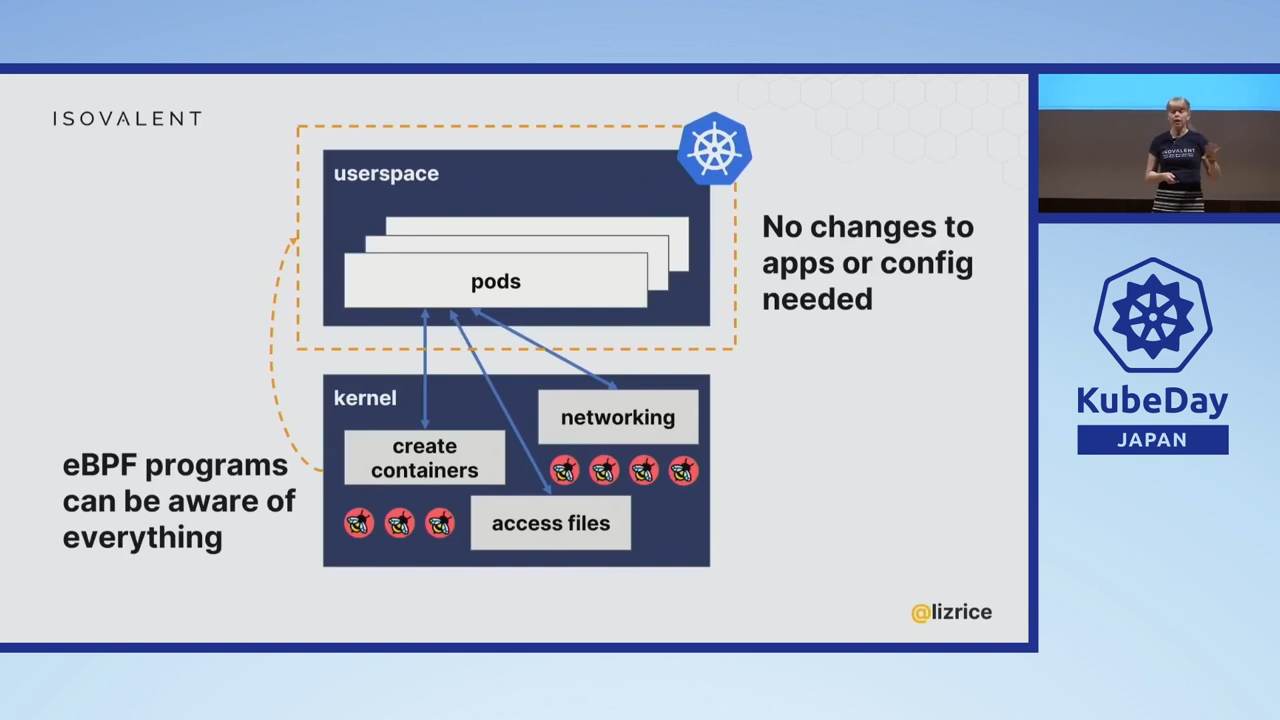 ISOVALENT
userspace
pods
No changes to
apps or config
needed
kernel
networking
create
containers
access files
eBPF programs
can be aware of
everything
@lizrice
ISOVALENT
KubeDay
JAPAN